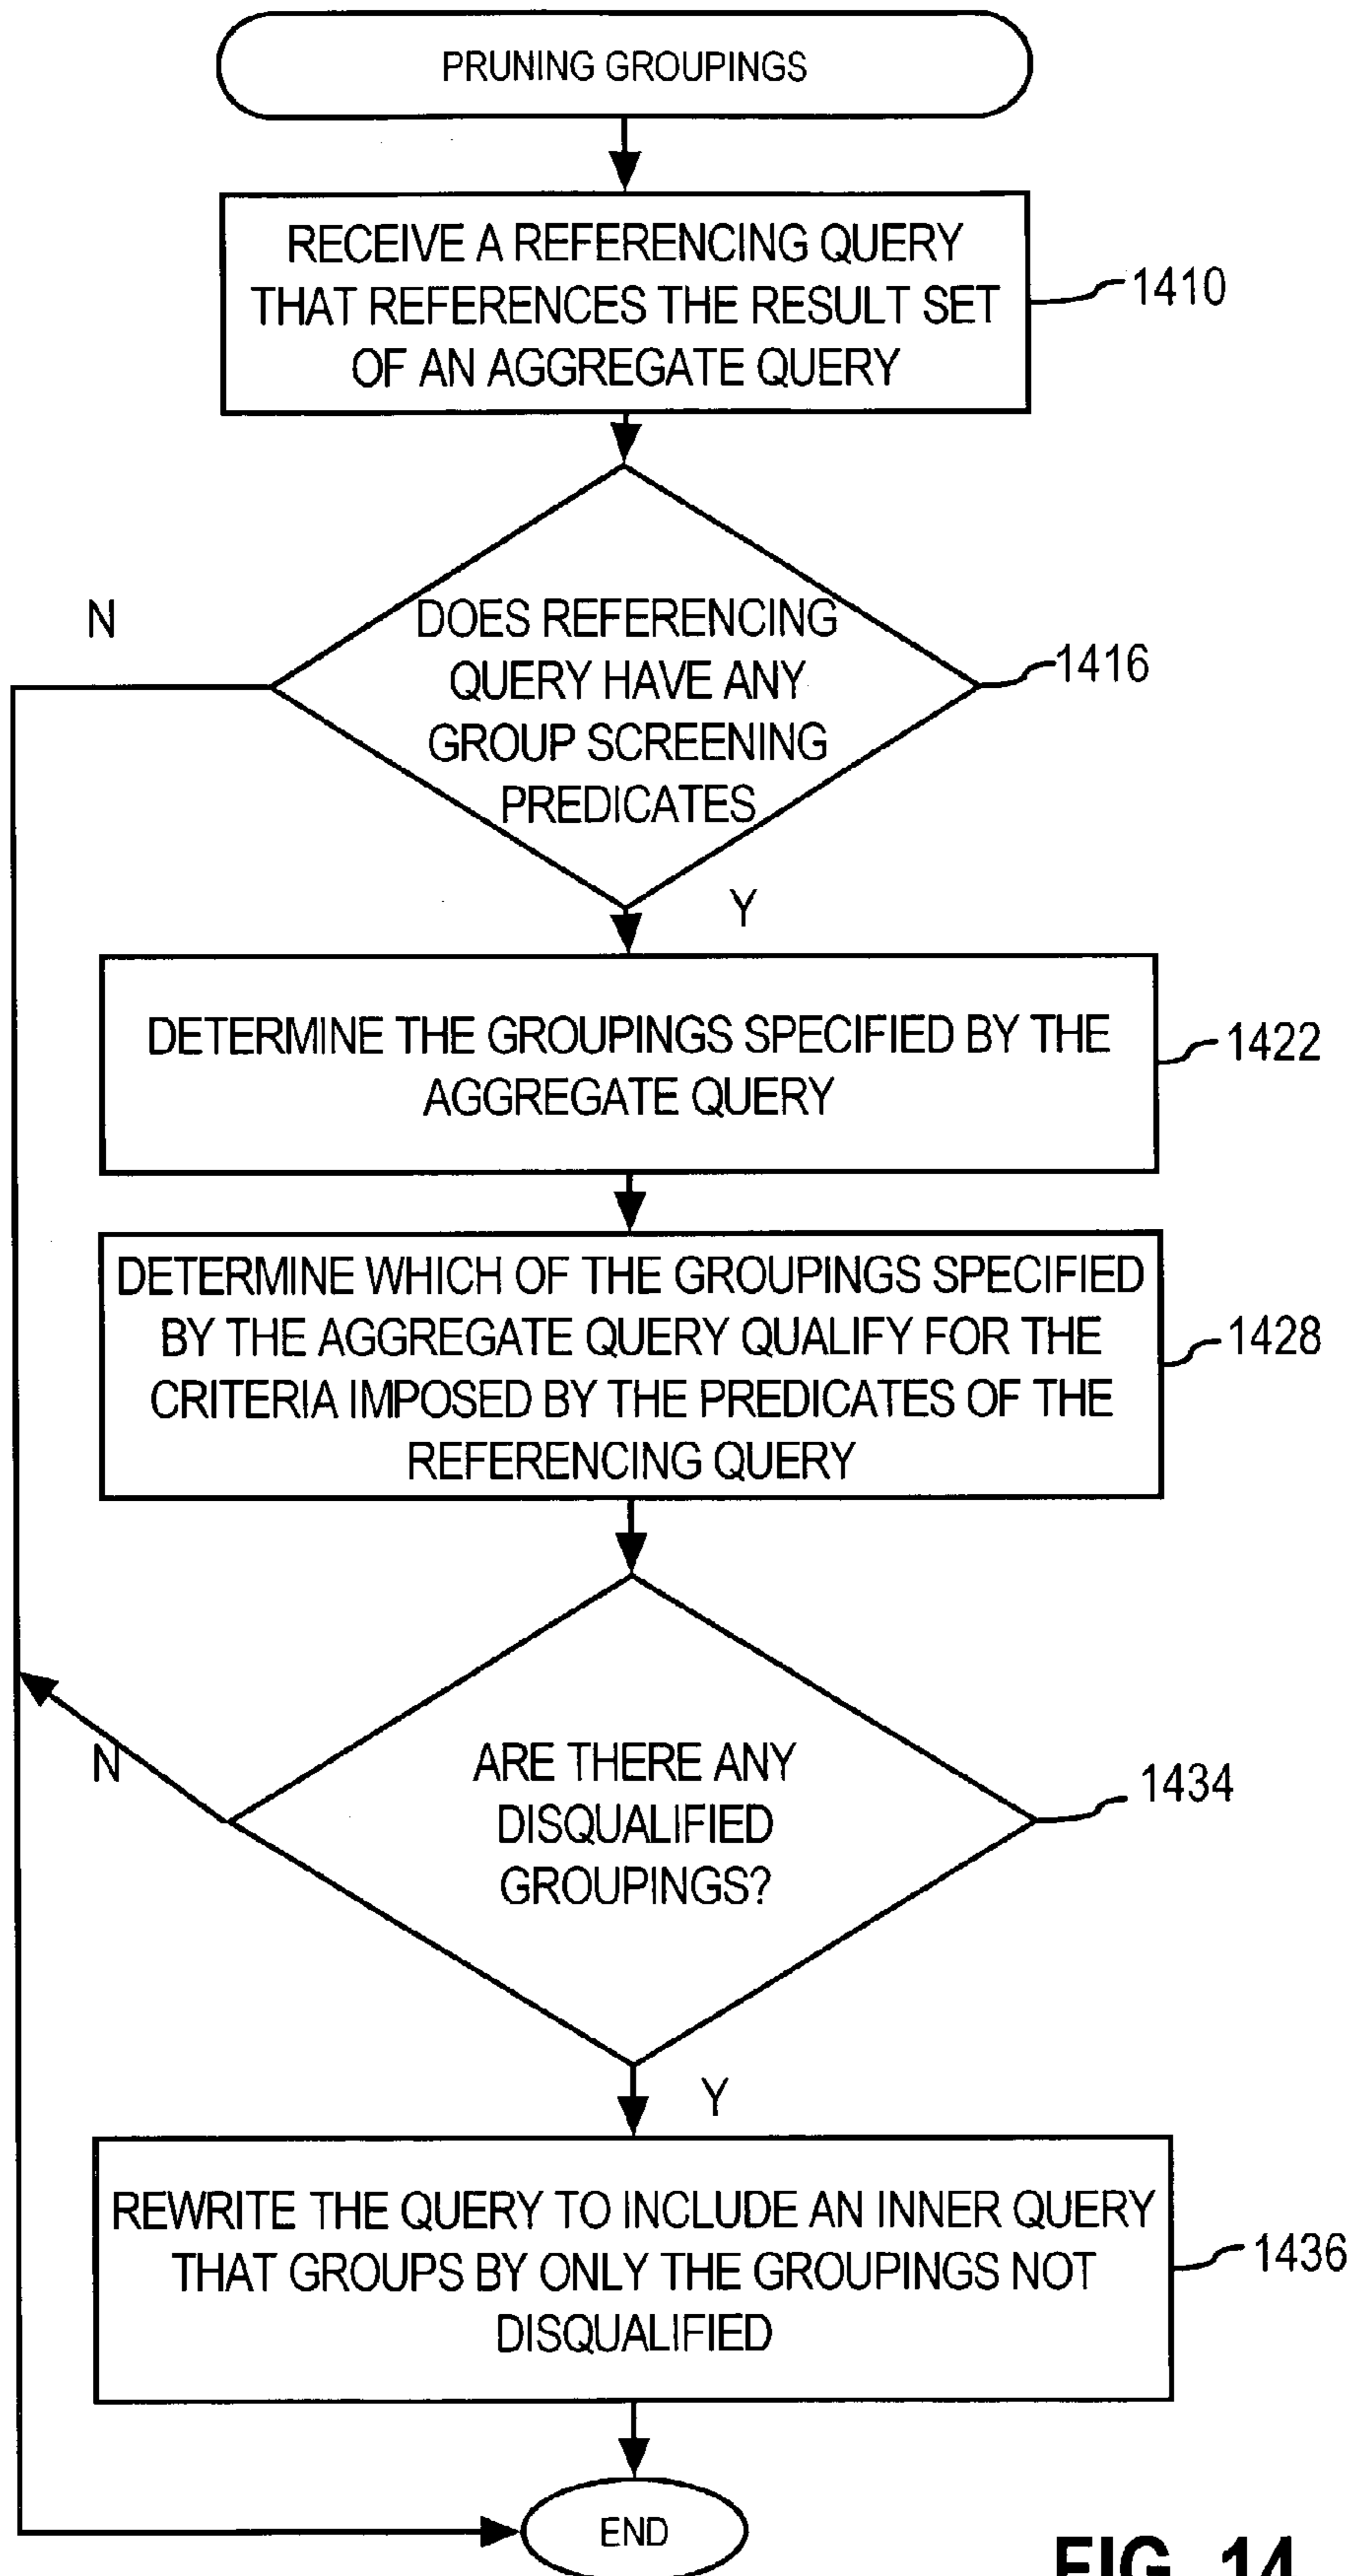 PRUNING GROUPINGS
RECEIVE A REFERENCING QUERY
THAT REFERENCES THE RESULT SET
OF AN AGGREGATE QUERY
1410
N
DOES REFERENCING
QUERY HAVE ANY
GROUP SCREENING
PREDICATES
1416
Y
DETERMINE THE GROUPINGS SPECIFIED BY THE
AGGREGATE QUERY
1422
DETERMINE WHICH OF THE GROUPINGS SPECIFIED
BY THE AGGREGATE QUERY QUALIFY FOR THE
CRITERIA IMPOSED BY THE PREDICATES OF THE
REFERENCING QUERY
1428
N
ARE THERE ANY
DISQUALIFIED
GROUPINGS?
1434
Y
REWRITE THE QUERY TO INCLUDE AN INNER QUERY
THAT GROUPS BY ONLY THE GROUPINGS NOT
DISQUALIFIED
1436
END
FIG. 14